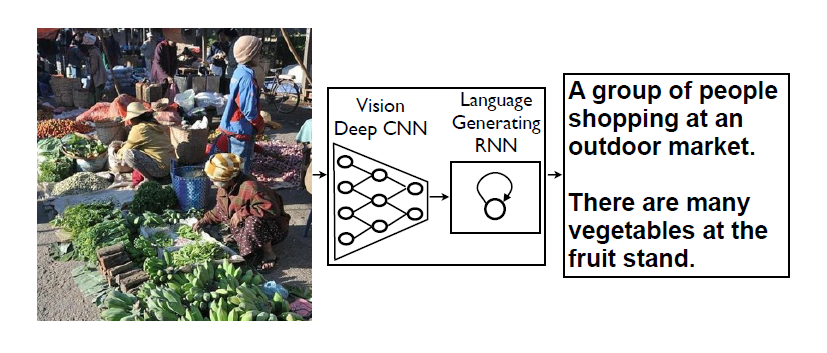 Vision
Deep CNN
Language
Generating
RNN
A group of people
shopping at an
outdoor market.
There are many
vegetables at the
fruit stand.